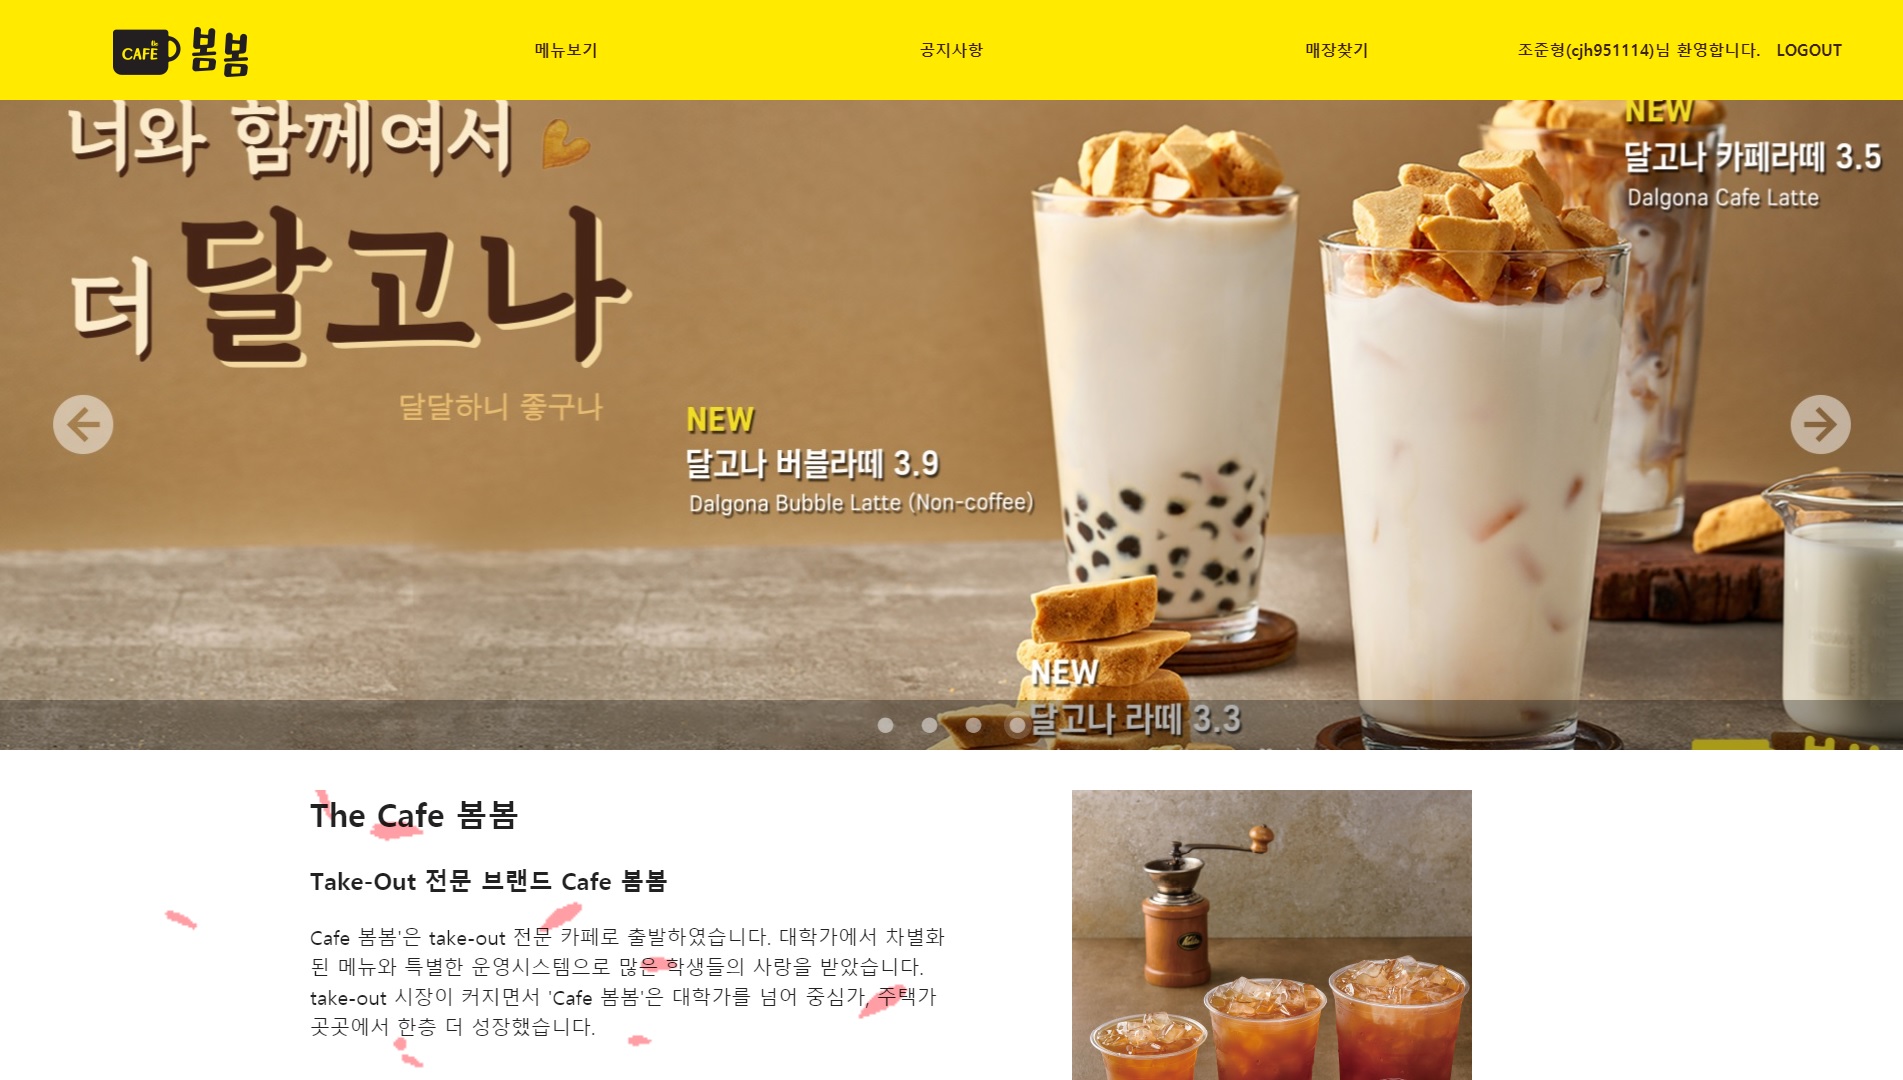 CAFE
봄봄
메뉴보기
공지사항
매장찾기
조준형(cjh951114)님 환영합니다.
LOGOUT
너와 함께여서
더 달고나
달달하니 좋구나
NEW
달고나 버블라떼 3.9
Dalgona Bubble Latte (Non-coffee)
NEW
달고나 카페라떼 3.5
Dalgona Cafe Latte
NEW
달고나 라떼 3.3
The Cafe 봄봄
Take-Out 전문 브랜드 Cafe 봄봄
Cafe 봄봄'은 take-out 전문 카페로 출발하였습니다. 대학가에서 차별화
된 메뉴와 특별한 운영시스템으로 많은 학생들의 사랑을 받았습니다.
take-out 시장이 커지면서 'Cafe 봄봄'은 대학가를 넘어 중심가, 주택가
곳곳에서 한층 더 성장했습니다.